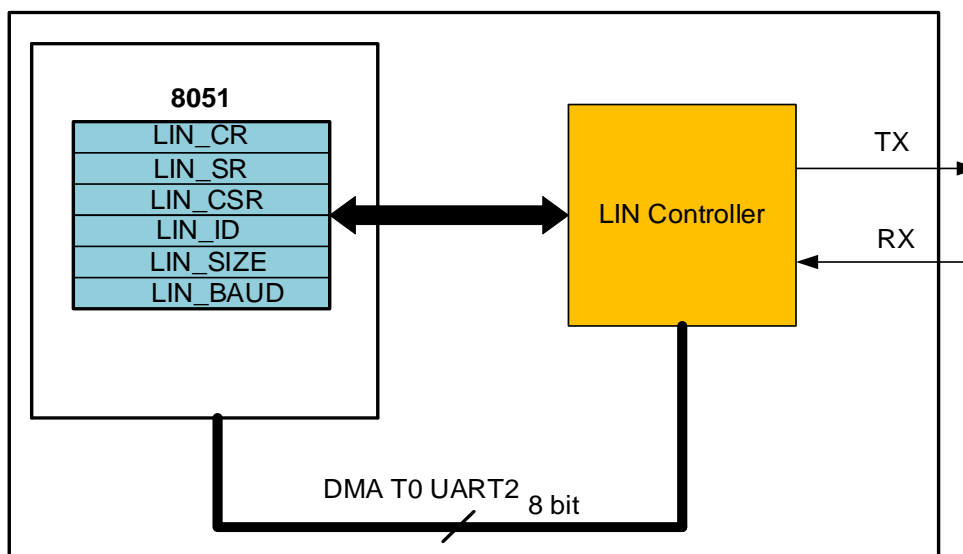 8051
LIN_CR
LIN_SR
LIN_CSR
LIN_ID
LIN_SIZE
LIN_BAUD
LIN Controller
TX
RX
DMA T0 UART2
8 bit